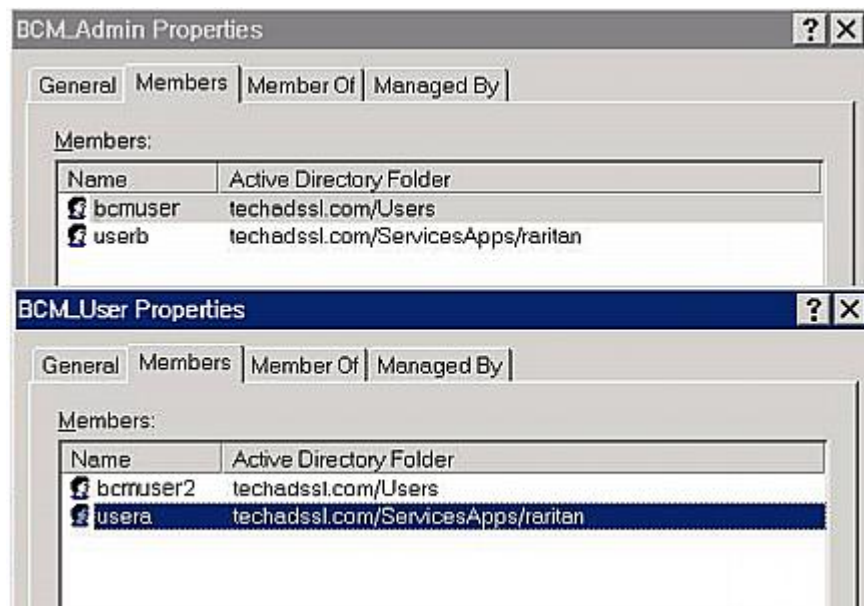 BCM_Admin Properties
General Members Member Of Managed By
Members:
Name Active Directory Folder
bcmuser techadssl.com/Users
userb techadssl.com/ServicesApps/raritan
BCM_User Properties
General Members Member Of Managed By
Members:
Name Active Directory Folder
bcmuser2 techadssl.com/Users
usera techadssl.com/ServicesApps/raritan